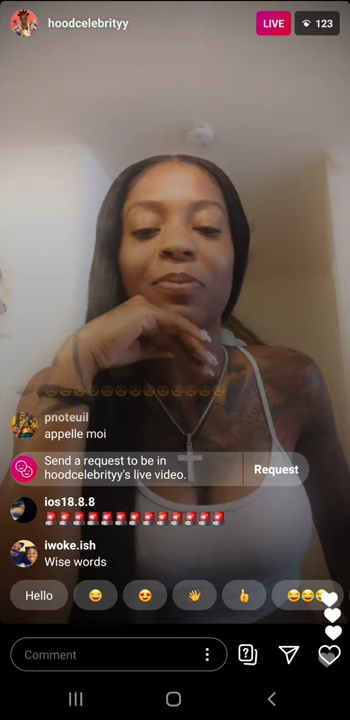 hoodcelebrityy
LIVE
123
pnoteuil
appelle moi
Send a request to be in
hoodcelebrityy's live video.
Request
ios18.8.8
iwoke.ish
Wise words
Hello
Comment